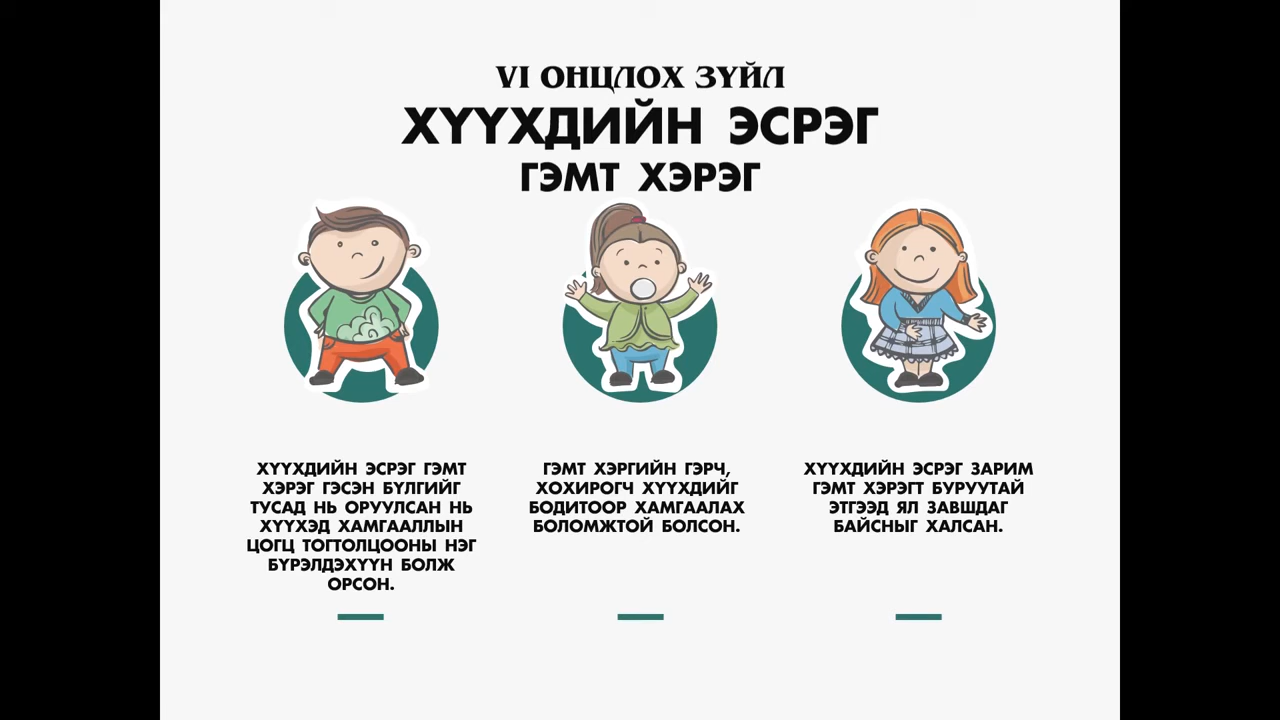 VI ОНЦЛОХ ЗҮЙЛ
ХҮҮХДИЙН ЭСРЭГ
ГЭМТ ХЭРЭГ
ХҮҮХДИЙН ЭСРЭГ ГЭМТ
ХЭРЭГ ГЭСЭН БҮЛГИЙГ
ТУСАД НЬ ОРУУЛСАН НЬ
ХҮҮХЭД ХАМГААЛЛЫН
ЦОГЦ ТОГТОЛЦООНЫ НЭГ
БҮРЭЛДЭХҮҮН БОЛЖ
ОРСОН.
ГЭМТ ХЭРГИЙН ГЭРЧ,
ХОХИРОГЧ ХҮҮХДИЙГ
БОДИТООР ХАМГААЛАХ
БОЛОМЖТОЙ БОЛСОН.
ХҮҮХДИЙН ЭСРЭГ ЗАРИМ
ГЭМТ ХЭРЭГТ БУРУУТАЙ
ЭТГЭЭД ЯЛ ЗАВШДАГ
БАЙСНЫГ ХАЛСАН.